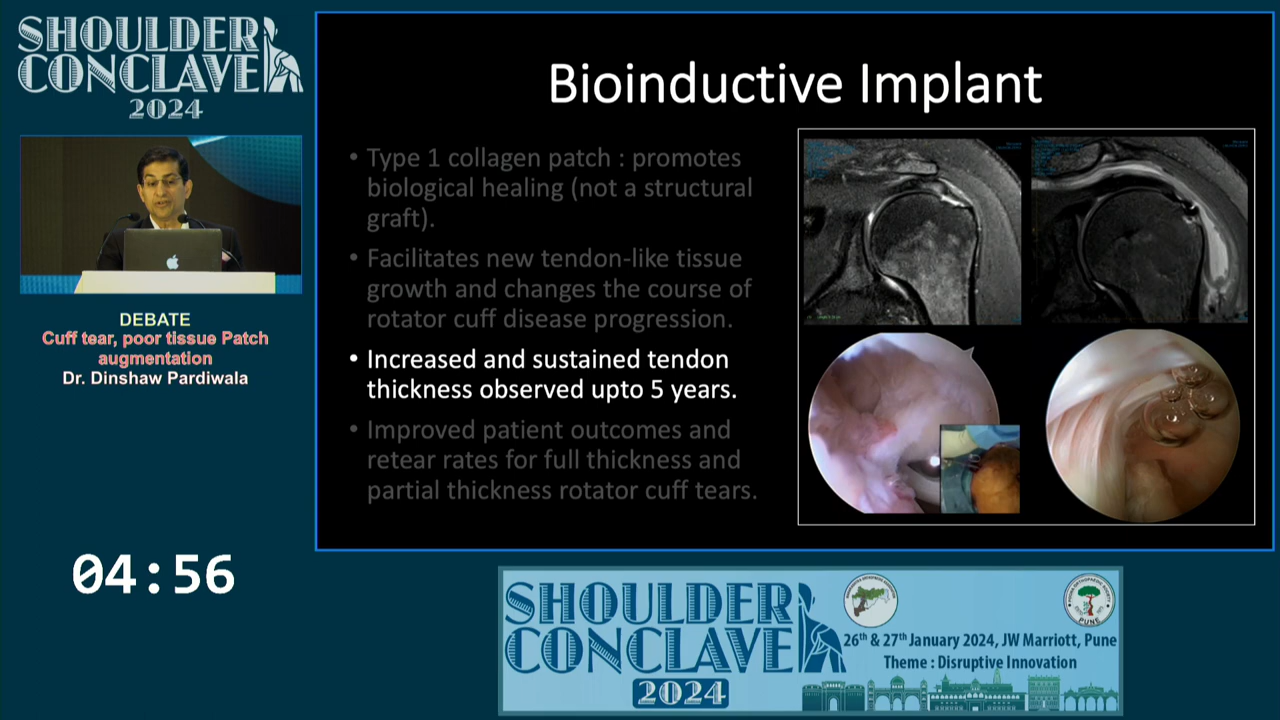 SHOULDER
CONCLAVE
2024
DEBATE
Cuff tear, poor tissue Patch
augmentation
Dr. Dinshaw Pardiwala
04:56
Bioinductive Implant
• Type 1 collagen patch : promotes
biological healing (not a structural
graft).
• Facilitates new tendon-like tissue
growth and changes the course of
rotator cuff disease progression.
• Increased and sustained tendon
thickness observed upto 5 years.
• Improved patient outcomes and
retear rates for full thickness and
partial thickness rotator cuff tears.
SHOULDER
CONCLAVE
2024
PUNE
26th & 27th January 2024, JW Marriott, Pune
Theme : Disruptive Innovation